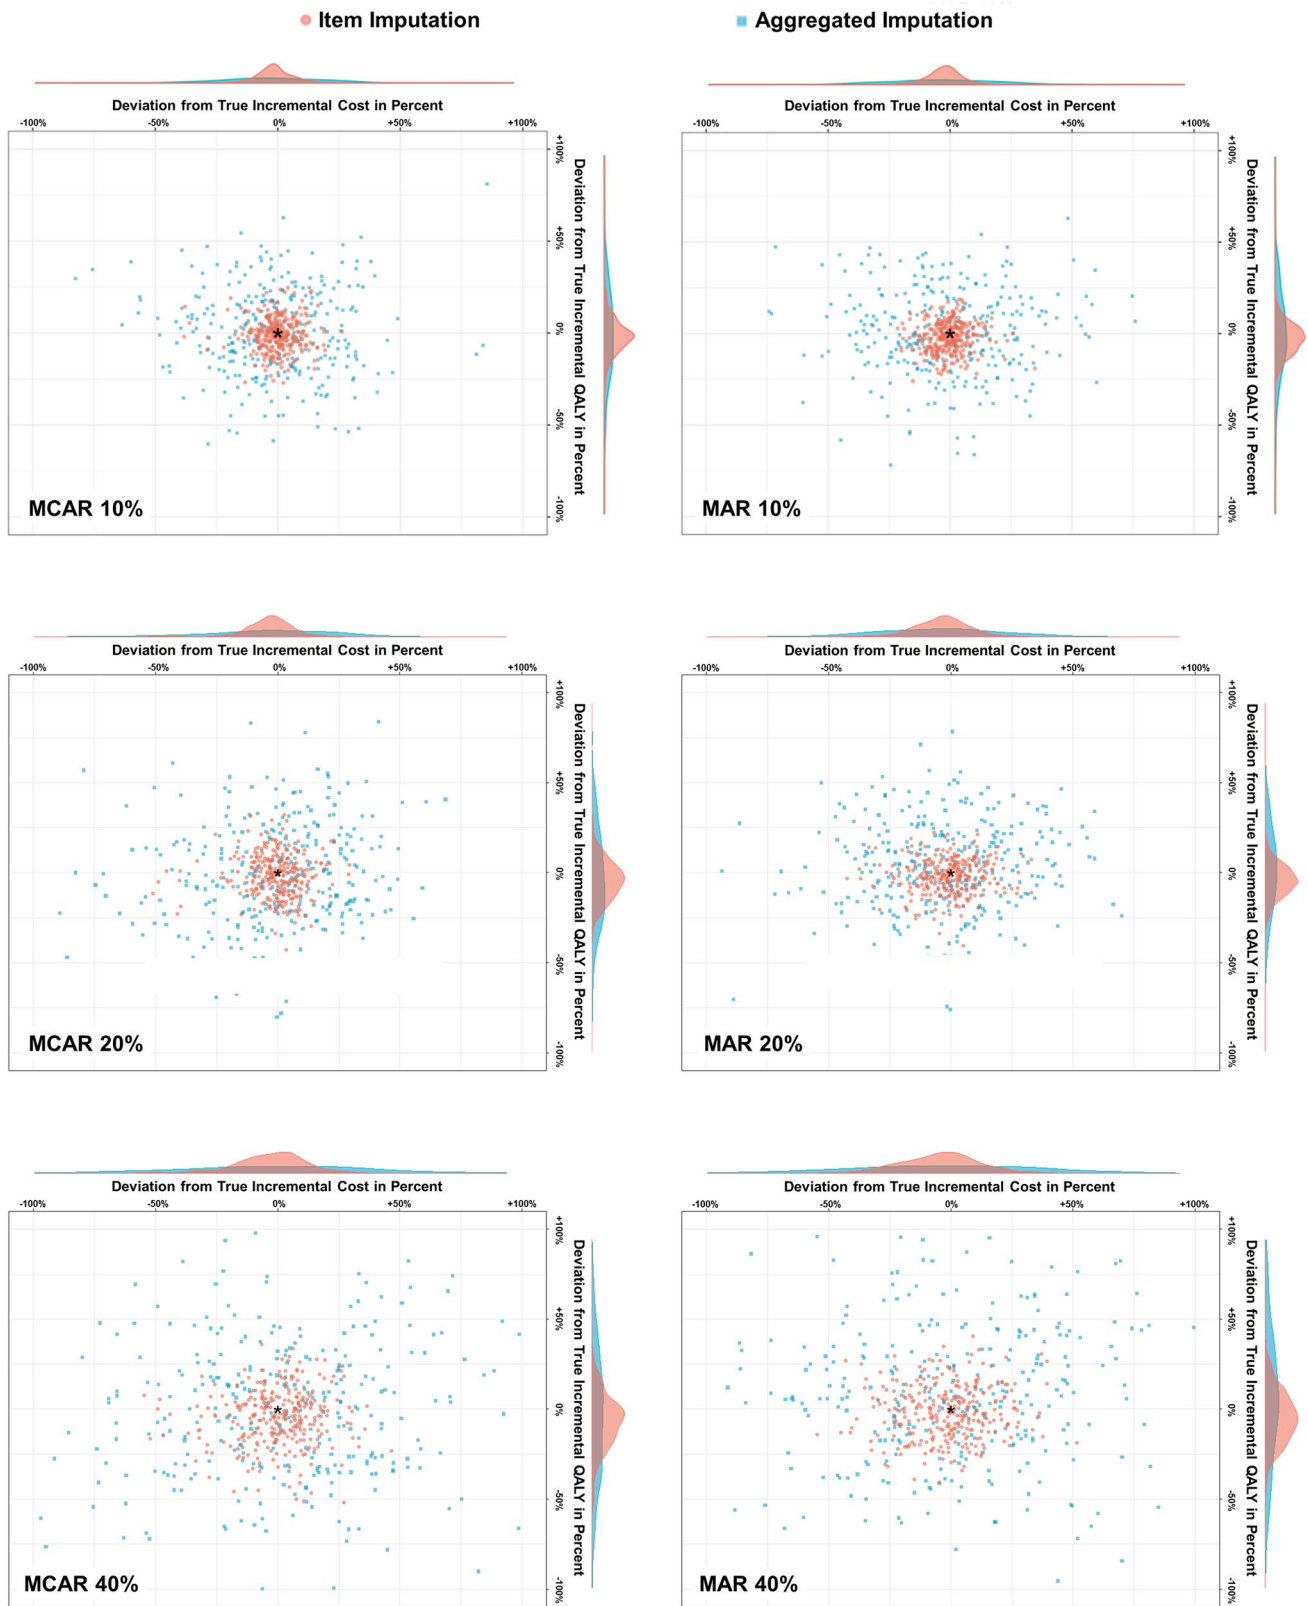 Item Imputation
Aggregated Imputation
Deviation from True Incremental Cost in Percent
-100% -50% 0% +50% +100%
+100%
+50%
0%
-50%
-100%
Deviation from True Incremental QALY in Percent
*
MCAR 10%
Deviation from True Incremental Cost in Percent
-100% -50% 0% +50% +100%
+100%
+50%
0%
-50%
-100%
Deviation from True Incremental QALY in Percent
*
MAR 10%
Deviation from True Incremental Cost in Percent
-100% -50% 0% +50% +100%
+100%
+50%
0%
-50%
-100%
Deviation from True Incremental QALY in Percent
*
MCAR 20%
Deviation from True Incremental Cost in Percent
-100% -50% 0% +50% +100%
+100%
+50%
0%
-50%
-100%
Deviation from True Incremental QALY in Percent
*
MAR 20%
Deviation from True Incremental Cost in Percent
-100% -50% 0% +50% +100%
+100%
+50%
0%
-50%
-100%
Deviation from True Incremental QALY in Percent
*
MCAR 40%
Deviation from True Incremental Cost in Percent
-100% -50% 0% +50% +100%
+100%
+50%
0%
-50%
-100%
Deviation from True Incremental QALY in Percent
*
MAR 40%